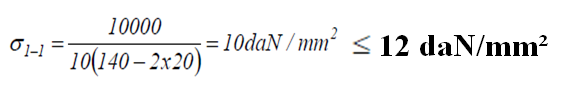 σ₁₋₁ = 10000 / 10(140 – 2x20) = 10daN / mm² ≤ 12 daN/mm²